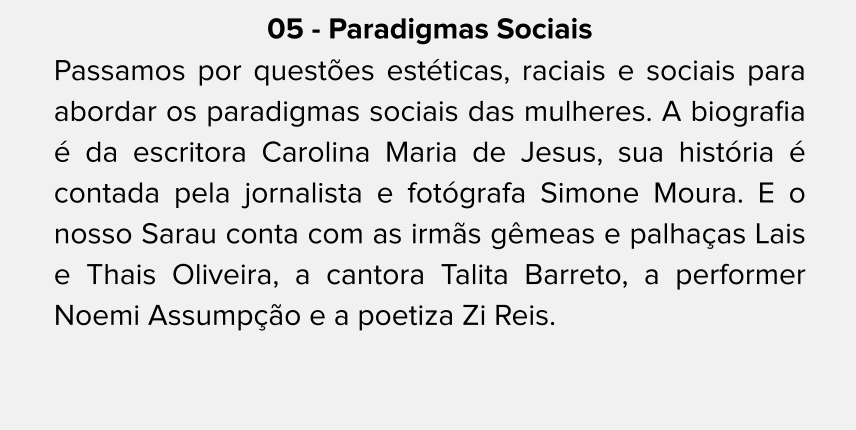 05 - Paradigmas Sociais
Passamos por questões estéticas, raciais e sociais para
abordar os paradigmas sociais das mulheres. A biografia
é da escritora Carolina Maria de Jesus, sua história é
contada pela jornalista e fotógrafa Simone Moura. E o
nosso Sarau conta com as irmãs gêmeas e palhaças Lais
e Thais Oliveira, a cantora Talita Barreto, a performer
Noemi Assumpção e a poetiza Zi Reis.